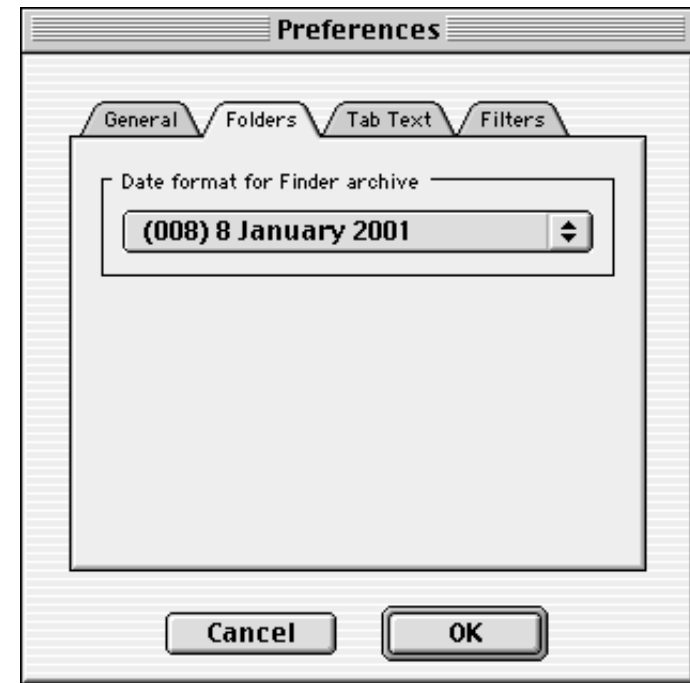 Preferences
General Folders Tab Text Filters
Date format for Finder archive
(008) 8 January 2001
Cancel OK